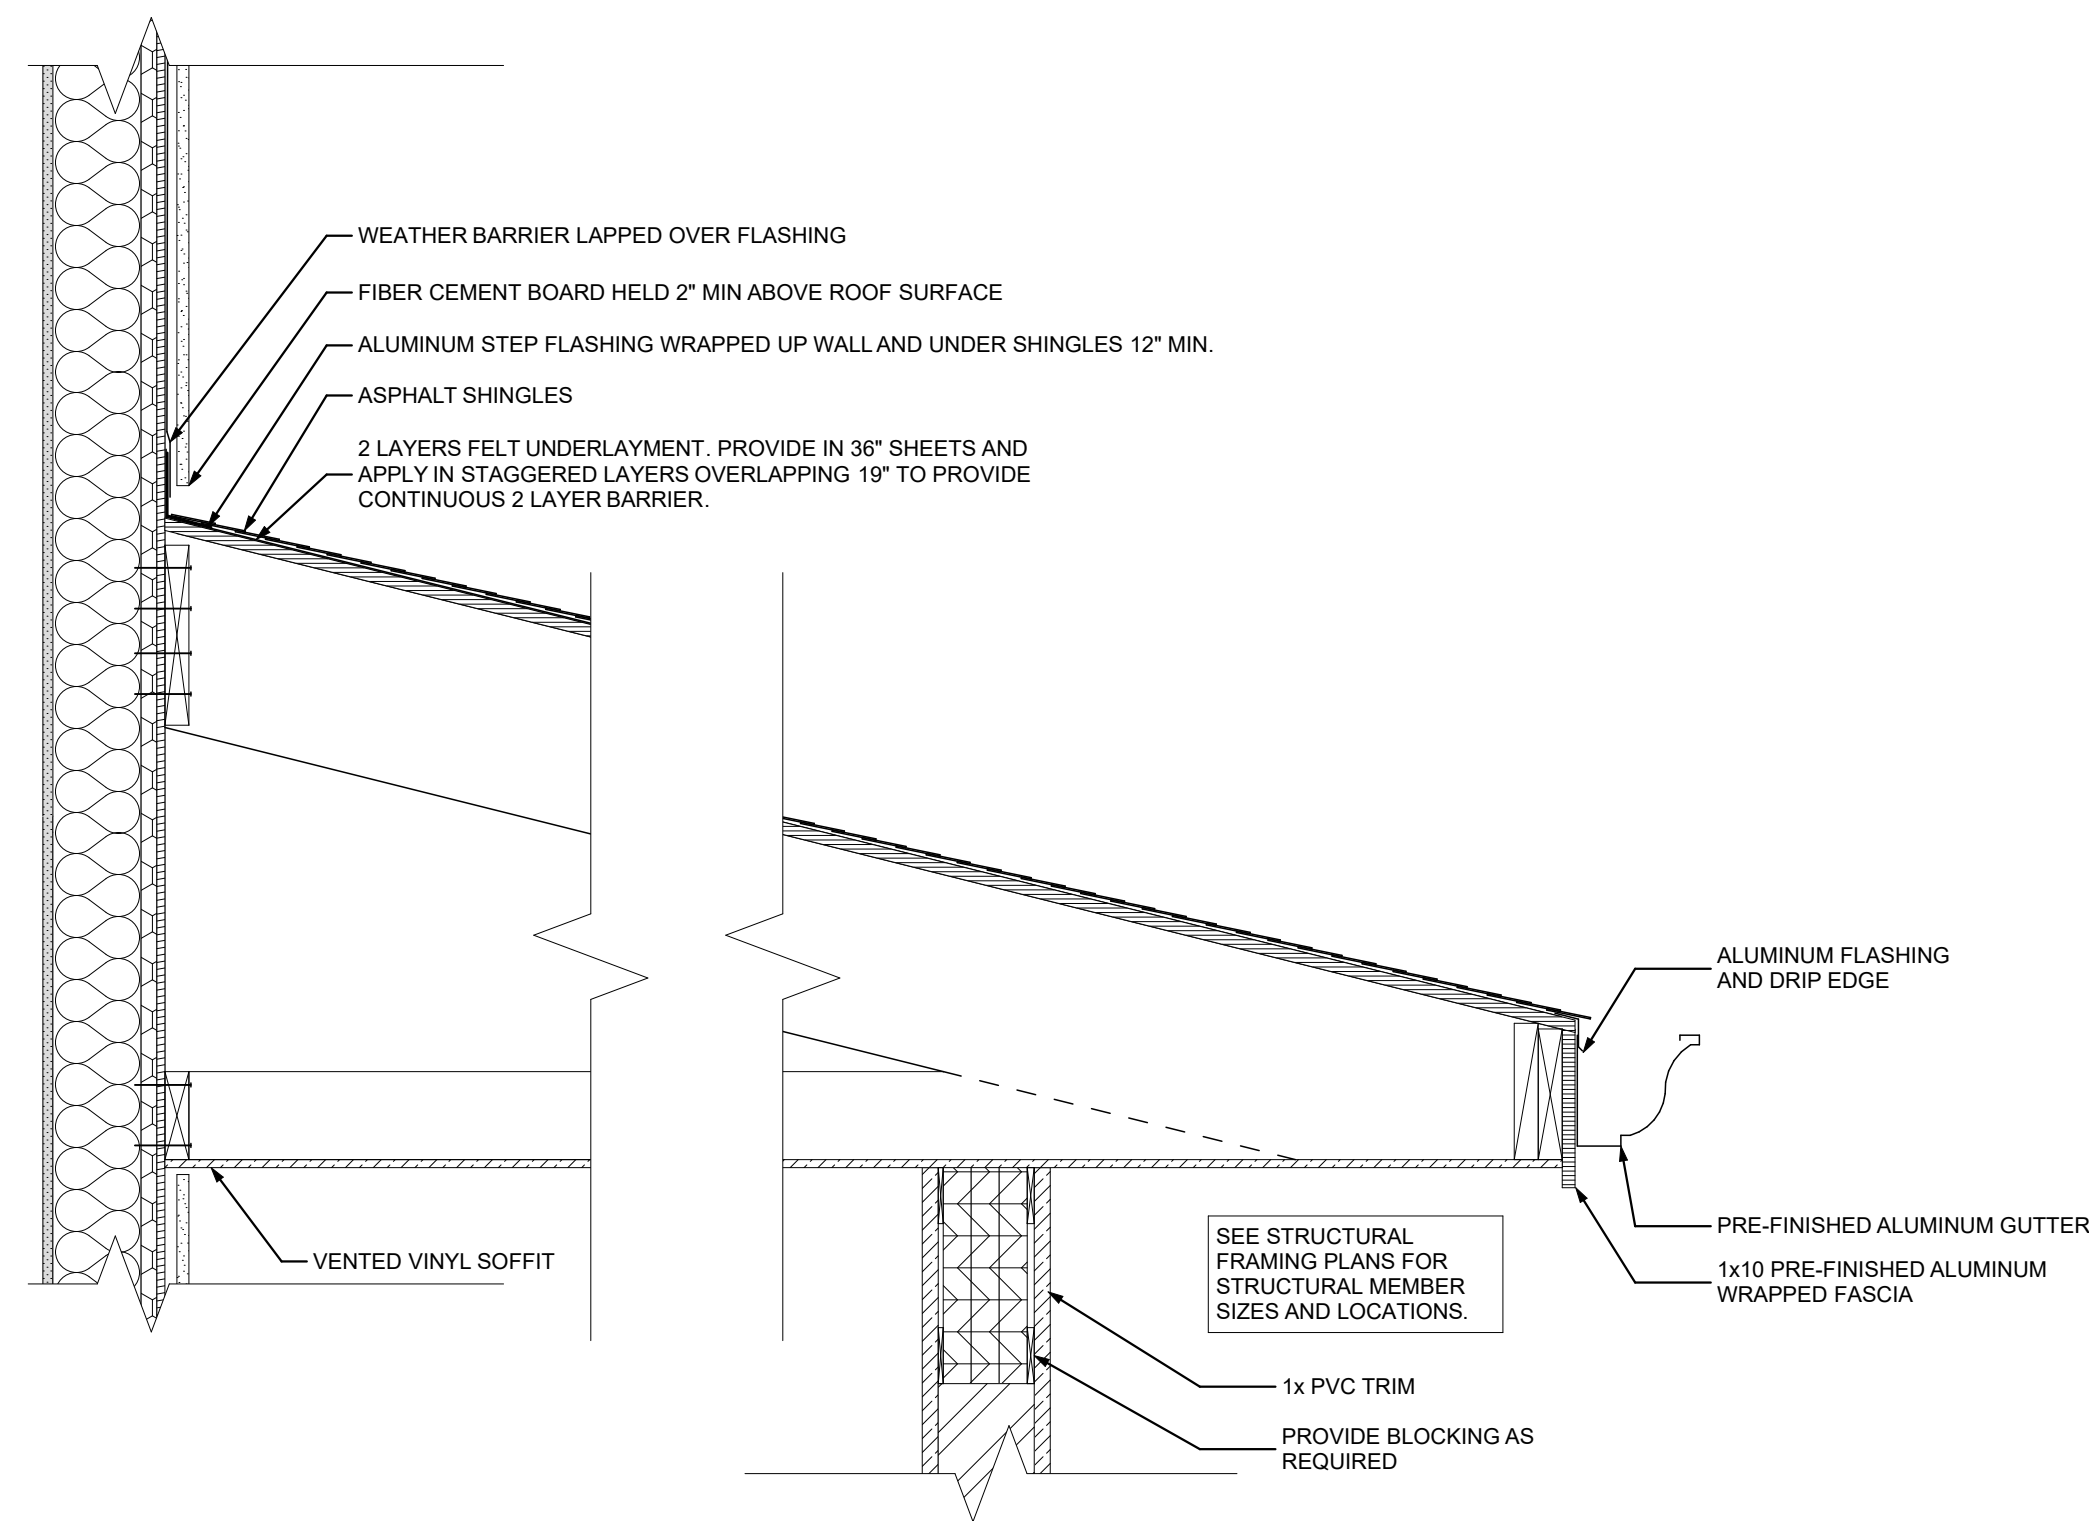 WEATHER BARRIER LAPPED OVER FLASHING
FIBER CEMENT BOARD HELD 2" MIN ABOVE ROOF SURFACE
ALUMINUM STEP FLASHING WRAPPED UP WALL AND UNDER SHINGLES 12" MIN.
ASPHALT SHINGLES
2 LAYERS FELT UNDERLAYMENT. PROVIDE IN 36" SHEETS AND
APPLY IN STAGGERED LAYERS OVERLAPPING 19" TO PROVIDE
CONTINUOUS 2 LAYER BARRIER.
ALUMINUM FLASHING
AND DRIP EDGE
PRE-FINISHED ALUMINUM GUTTER
1x10 PRE-FINISHED ALUMINUM
WRAPPED FASCIA
VENTED VINYL SOFFIT
SEE STRUCTURAL
FRAMING PLANS FOR
STRUCTURAL MEMBER
SIZES AND LOCATIONS.
1x PVC TRIM
PROVIDE BLOCKING AS
REQUIRED